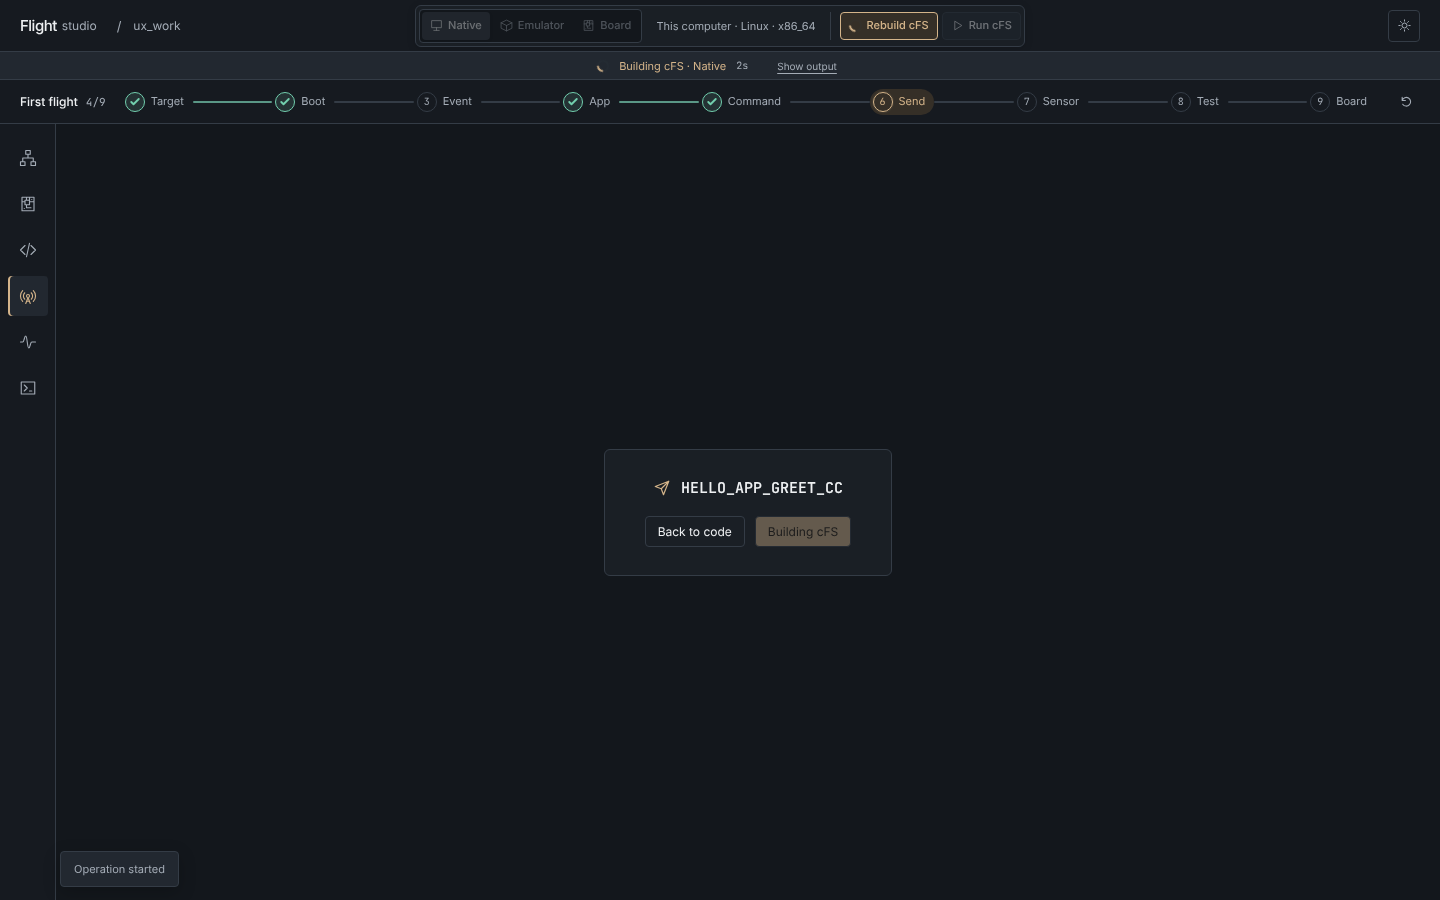 Flight studio / ux_work
Native Emulator Board This computer · Linux · x86_64 Rebuild cFS Run cFS
Building cFS · Native 2s Show output
First flight 4/9 Target Boot 3 Event App Command 6 Send 7 Sensor 8 Test 9 Board
HELLO_APP_GREET_CC
Back to code Building cFS
Operation started